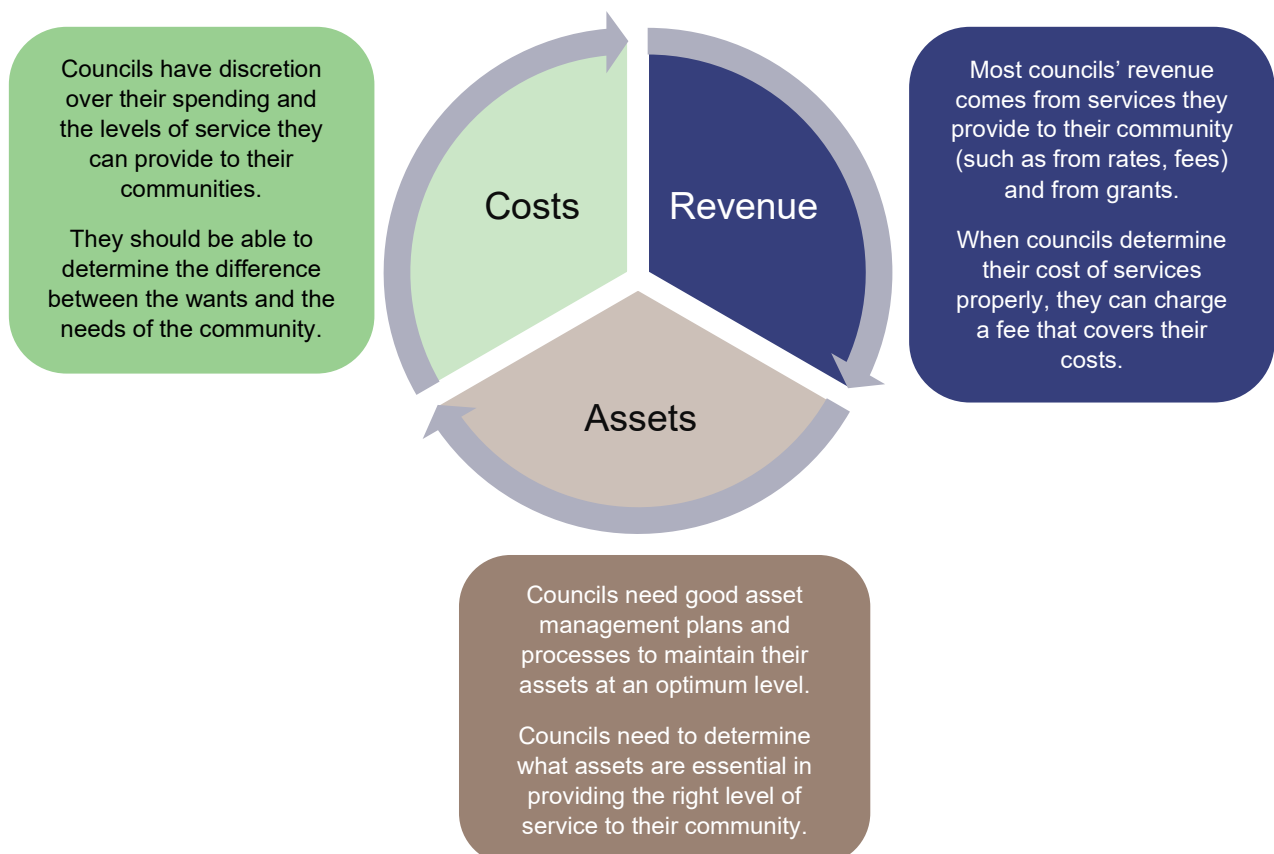 Councils have discretion
over their spending and
the levels of service they
can provide to their
communities.
They should be able to
determine the difference
between the wants and the
needs of the community.
Costs
Revenue
Assets
Most councils’ revenue
comes from services they
provide to their community
(such as from rates, fees)
and from grants.
When councils determine
their cost of services
properly, they can charge
a fee that covers their
costs.
Councils need good asset
management plans and
processes to maintain their
assets at an optimum level.
Councils need to determine
what assets are essential in
providing the right level of
service to their community.